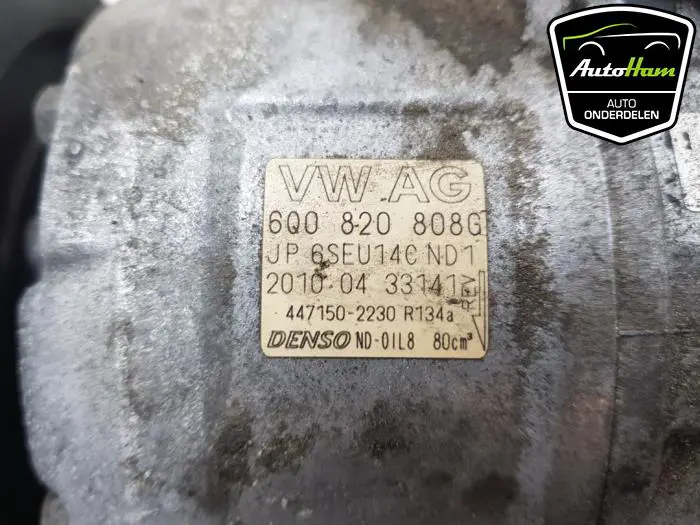 AutoHam
AUTO
ONDERDELEN
VW AG
6Q0 820 808G
JP 6SEU14C ND1
2010 04 33141
REV
447150-2230 R134a
DENSO ND-OIL8 80cm³